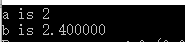 a is 2
b is 2.400000